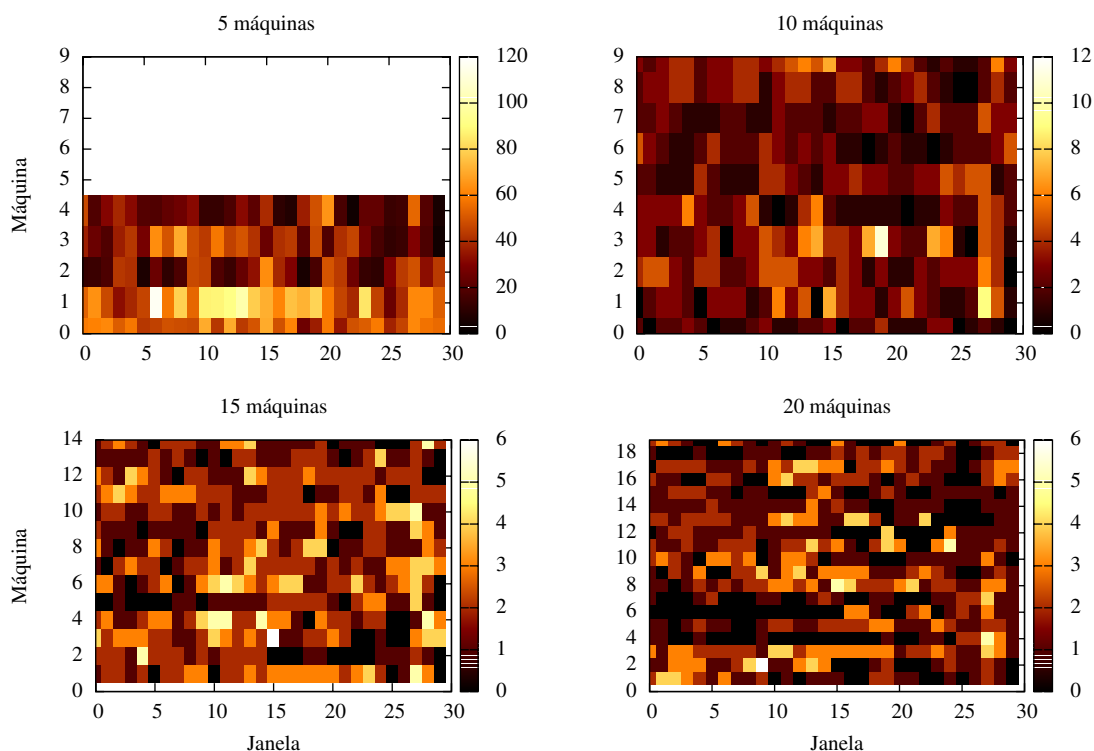 5 máquinas
10 máquinas
9 120 9 12
8 8
7 100 7 10
6 80 6 8
5 60 5 6
4 4
3 40 3 4
2 20 2 2
1 1
0 0 0 0
Máquina
0 5 10 15 20 25 30
0 5 10 15 20 25 30
15 máquinas
20 máquinas
14 6 18 6
12 5 16 5
10 14
8 4 12 4
6 3 10 3
4 2 8 2
2 1 6 1
0 0 4 0
2
0
Máquina
0 5 10 15 20 25 30
0 5 10 15 20 25 30
Janela
Janela